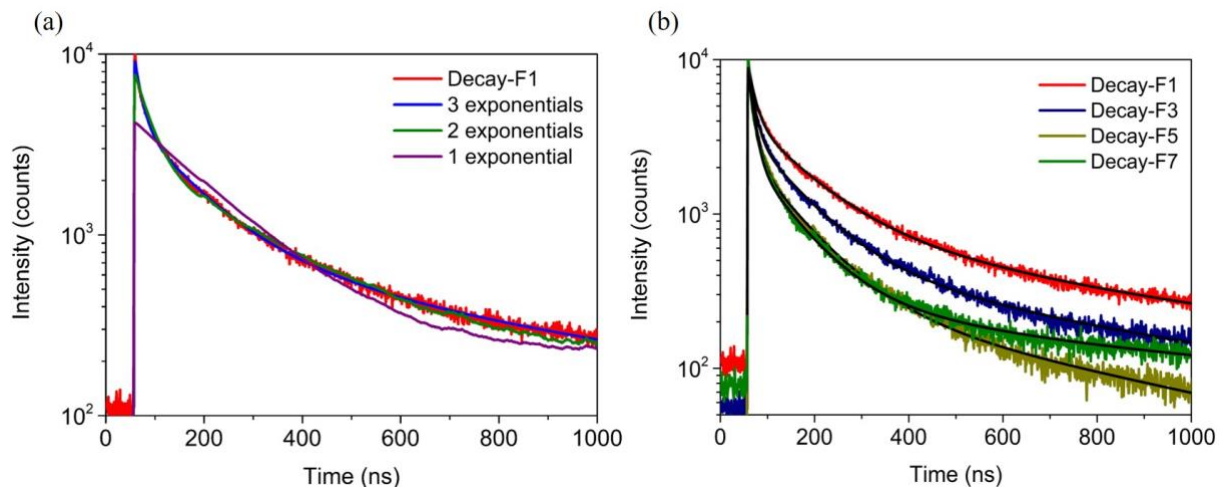 (a)
Decay-F1
3 exponentials
2 exponentials
1 exponential
10⁴
10³
10²
Intensity (counts)
0 200 400 600 800 1000
Time (ns)
(b)
Decay-F1
Decay-F3
Decay-F5
Decay-F7
10⁴
10³
10²
Intensity (counts)
0 200 400 600 800 1000
Time (ns)